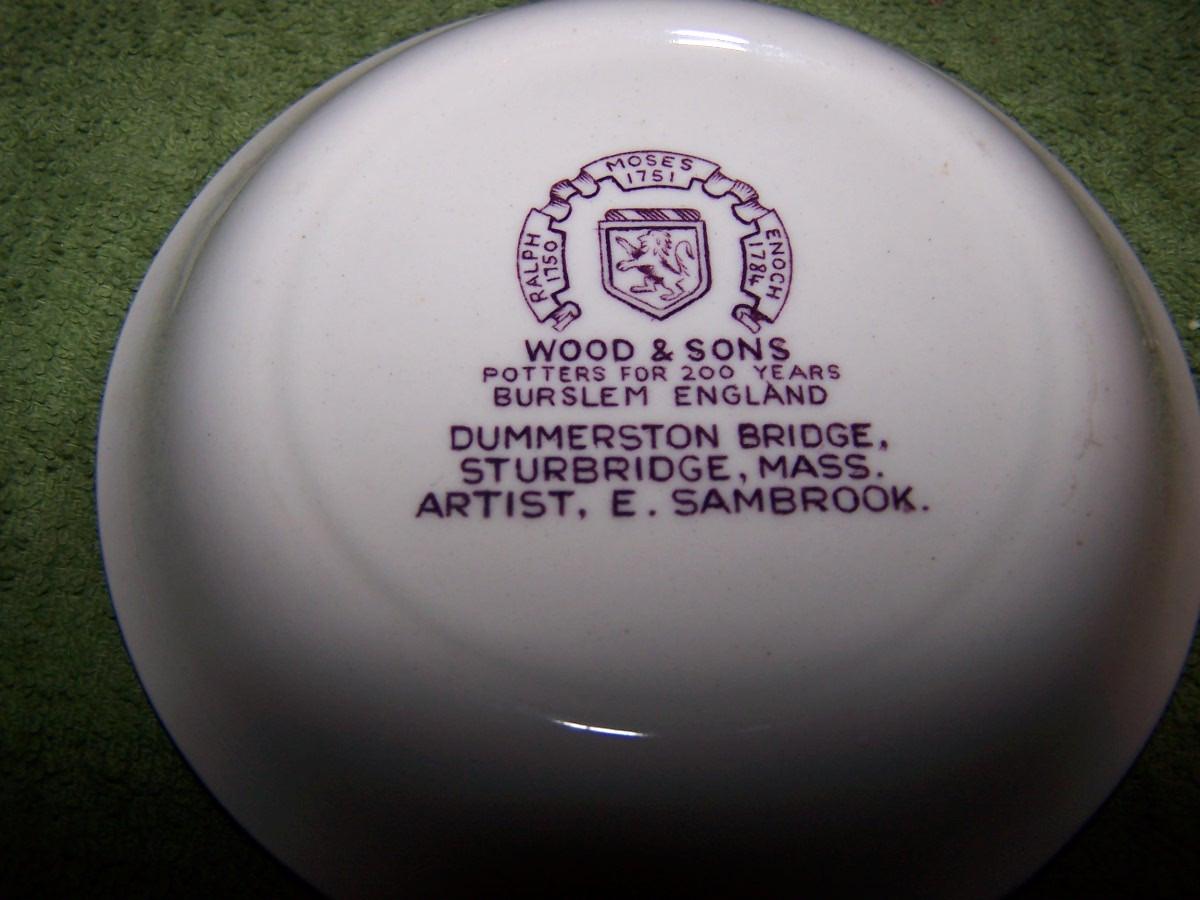 MOSES
1751
RALPH
1750
ENOCH
1784
WOOD & SONS
POTTERS FOR 200 YEARS
BURSLEM ENGLAND
DUMMERSTON BRIDGE,
STURBRIDGE, MASS.
ARTIST, E. SAMBROOK.